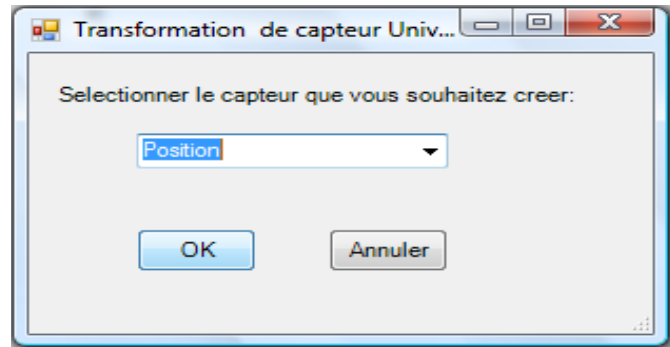 Transformation de capteur Univ...
Selectionner le capteur que vous souhaitez creer:
Position
OK Annuler